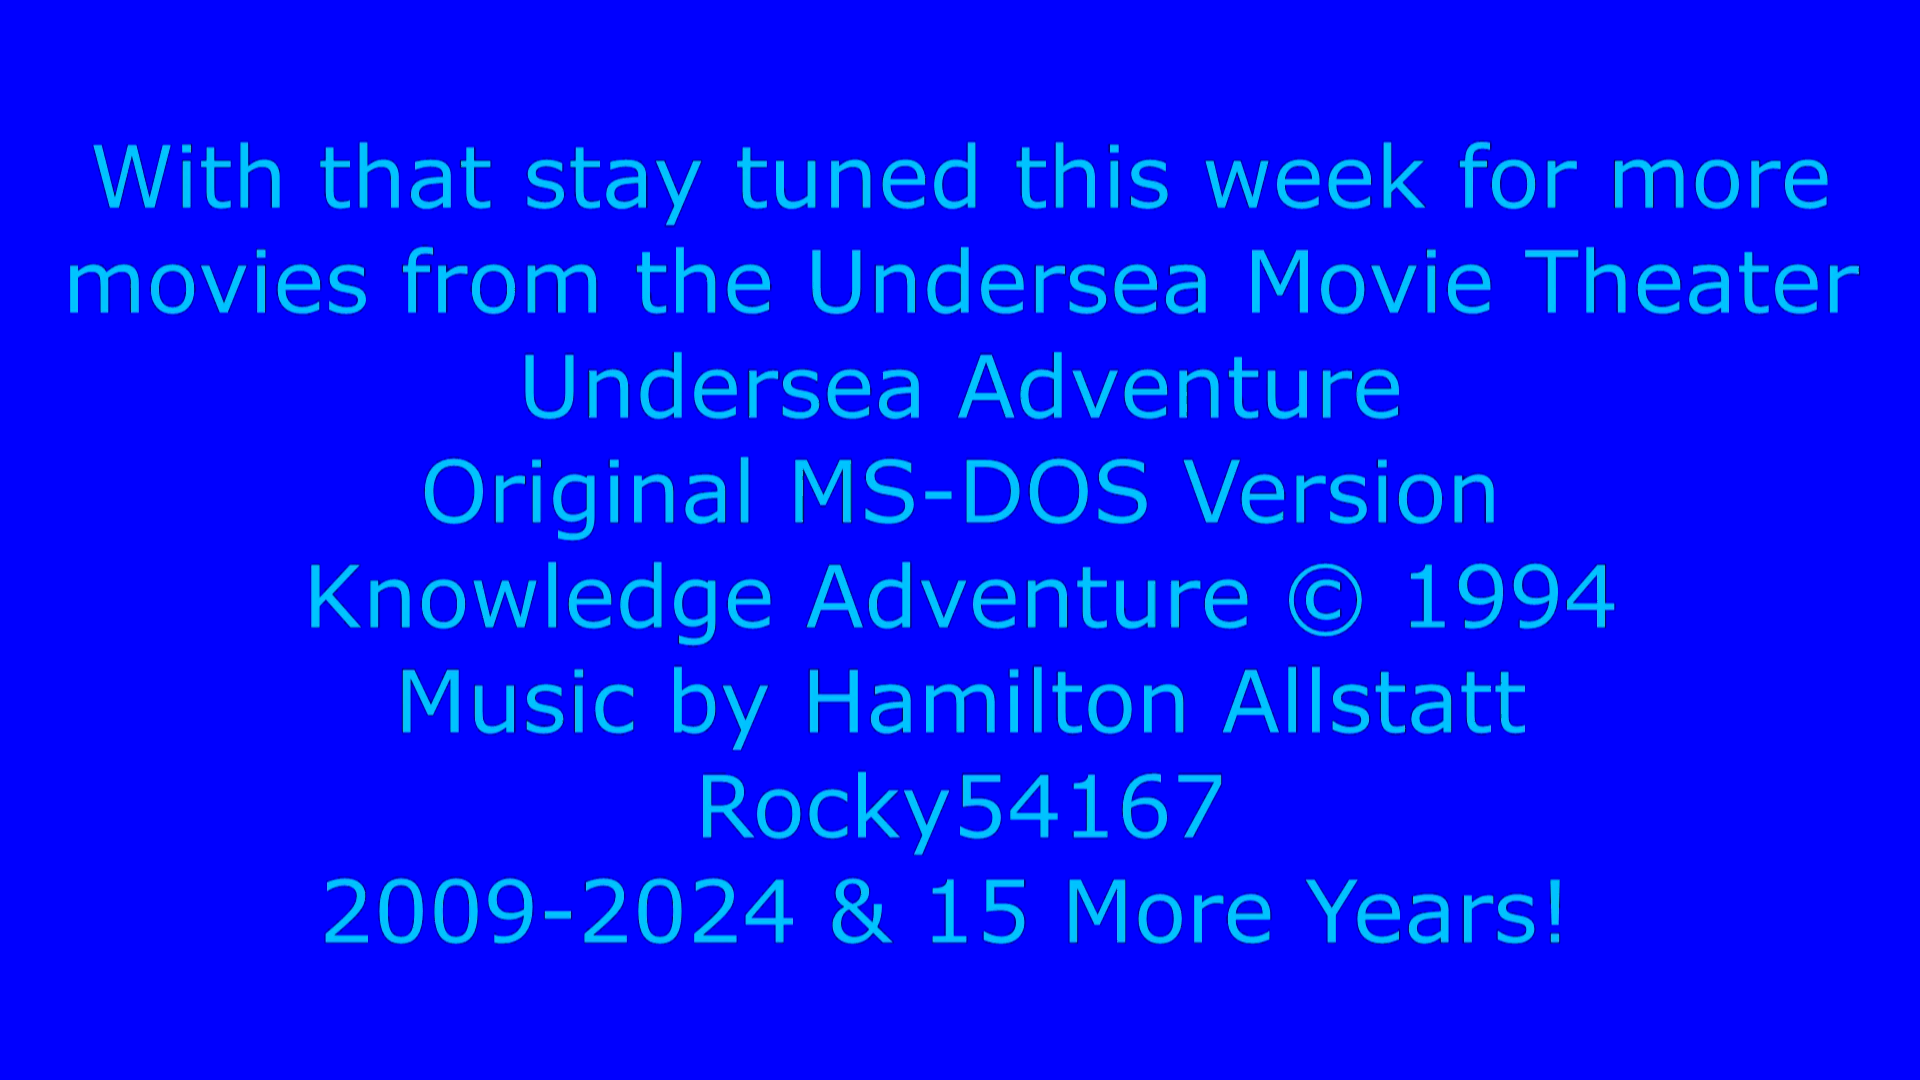 With that stay tuned this week for more
movies from the Undersea Movie Theater
Undersea Adventure
Original MS-DOS Version
Knowledge Adventure © 1994
Music by Hamilton Allstatt
Rocky54167
2009-2024 & 15 More Years!